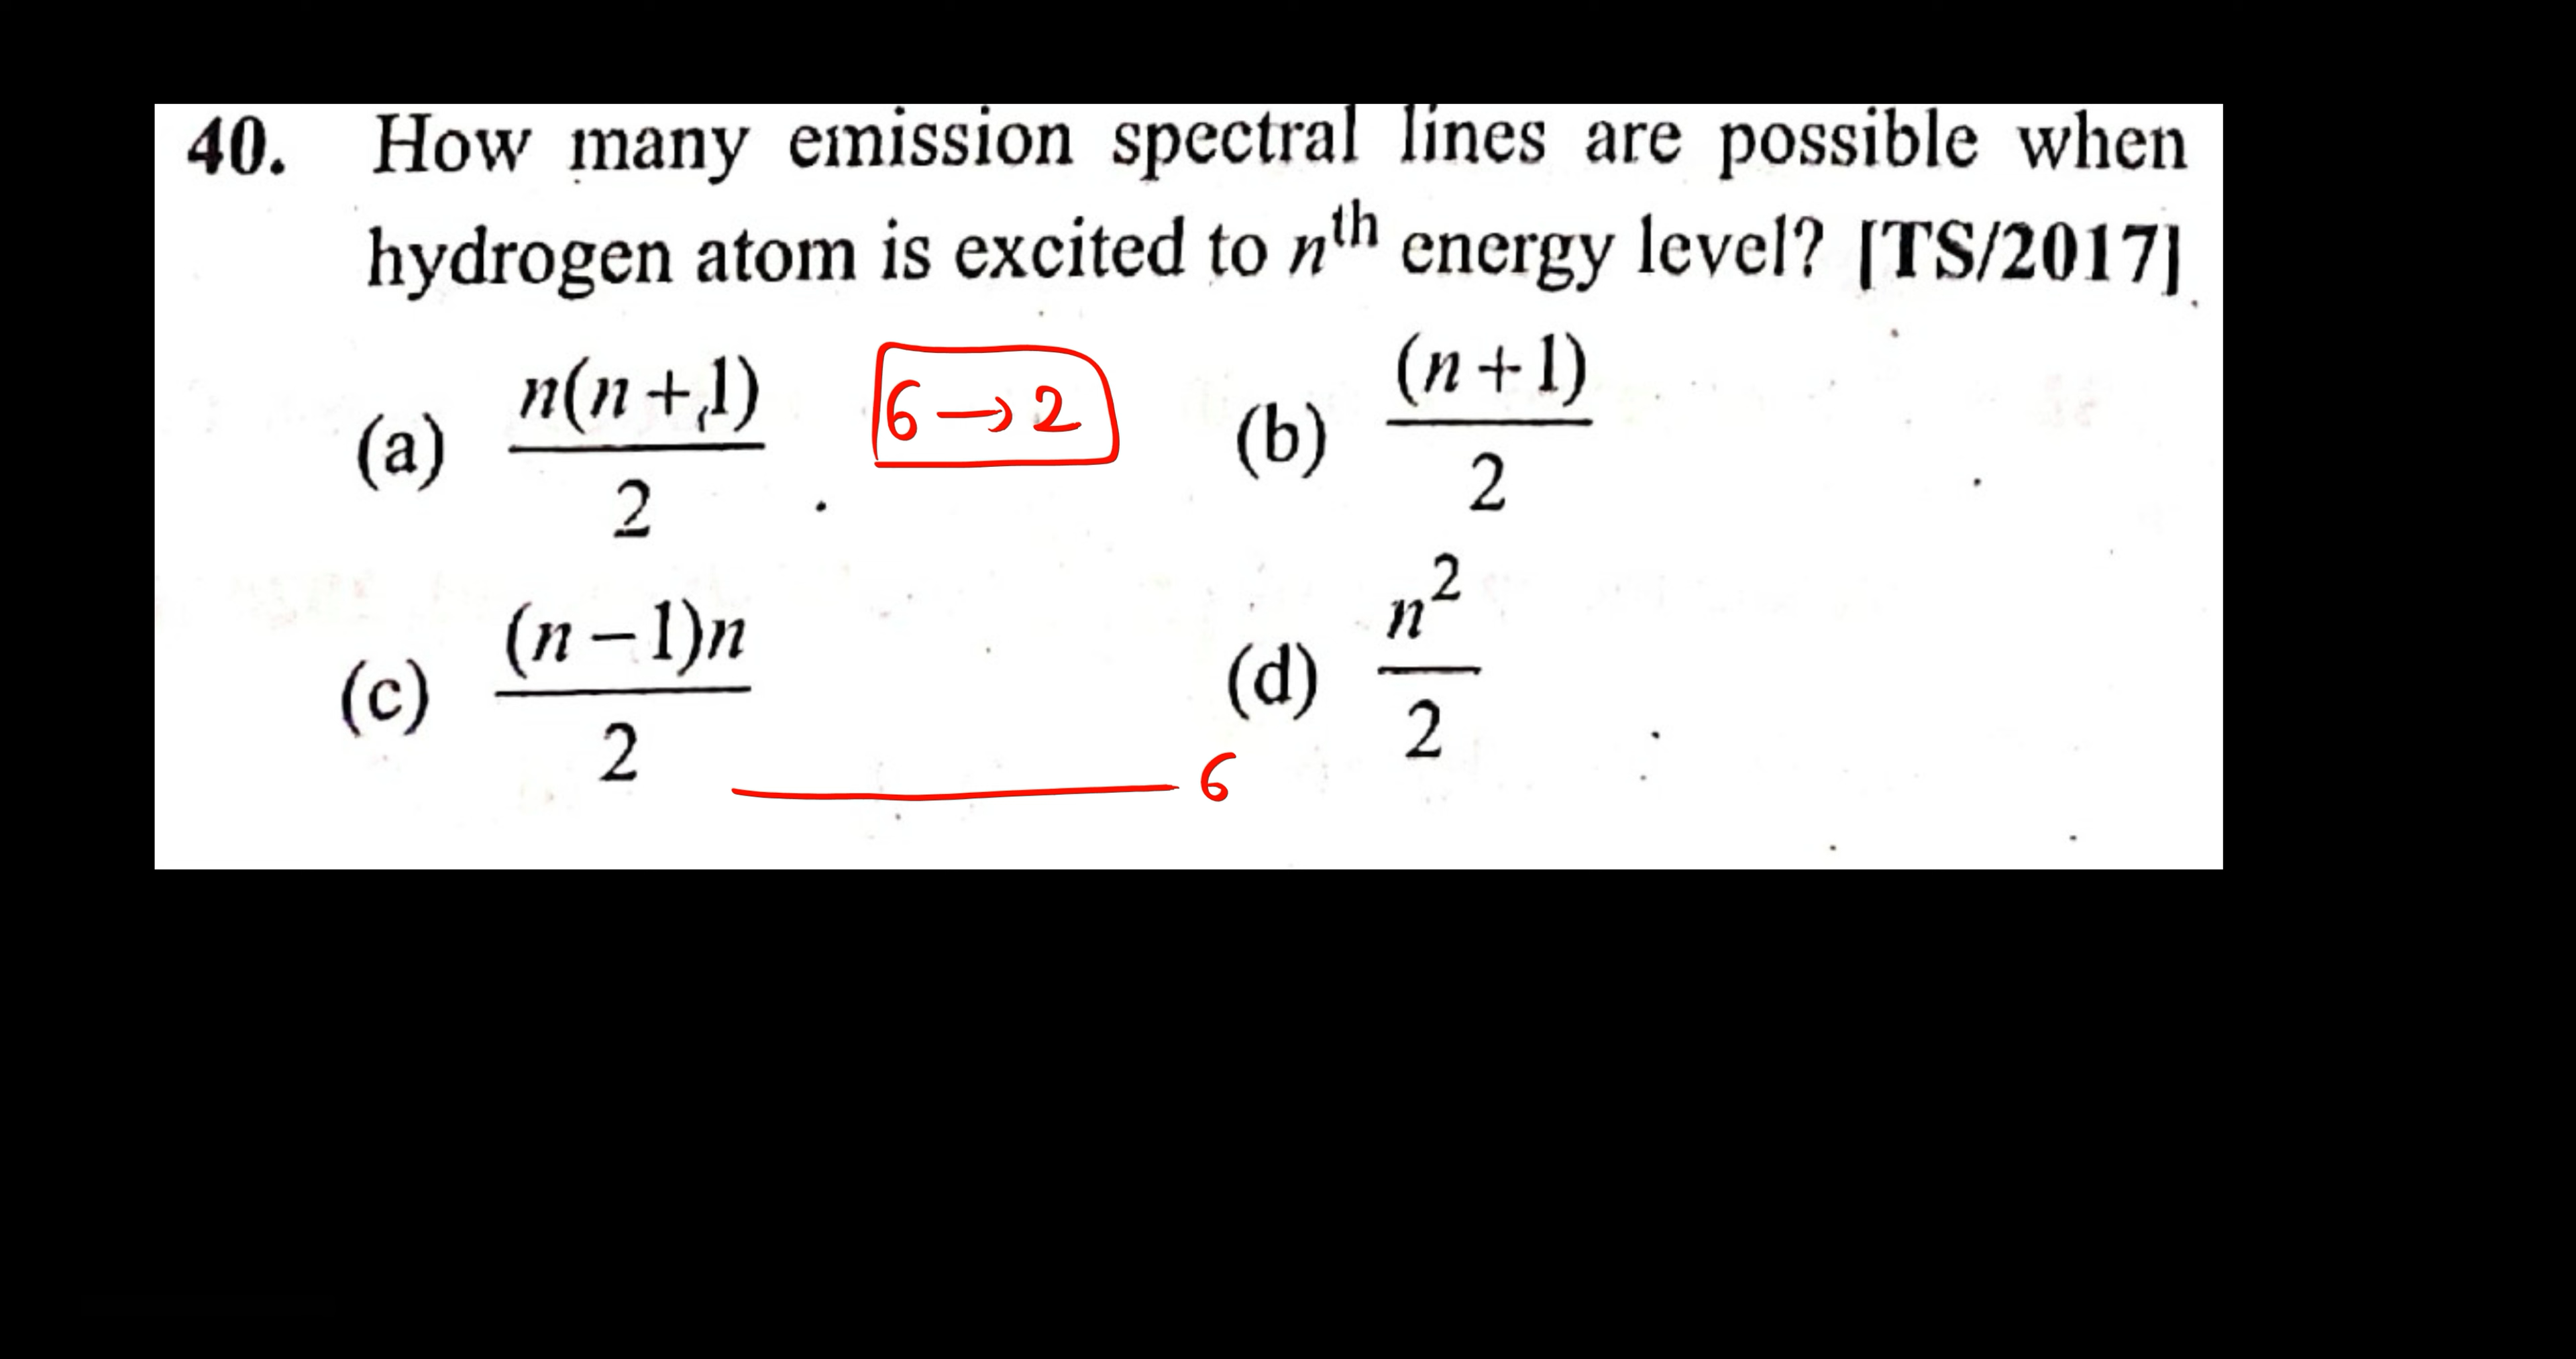 40. How many emission spectral lines are possible when
hydrogen atom is excited to nᵗʰ energy level? [TS/2017]
(a) n(n+1)/2 6→2 (b) (n+1)/2
(c) (n−1)n/2 (d) n²/2
6